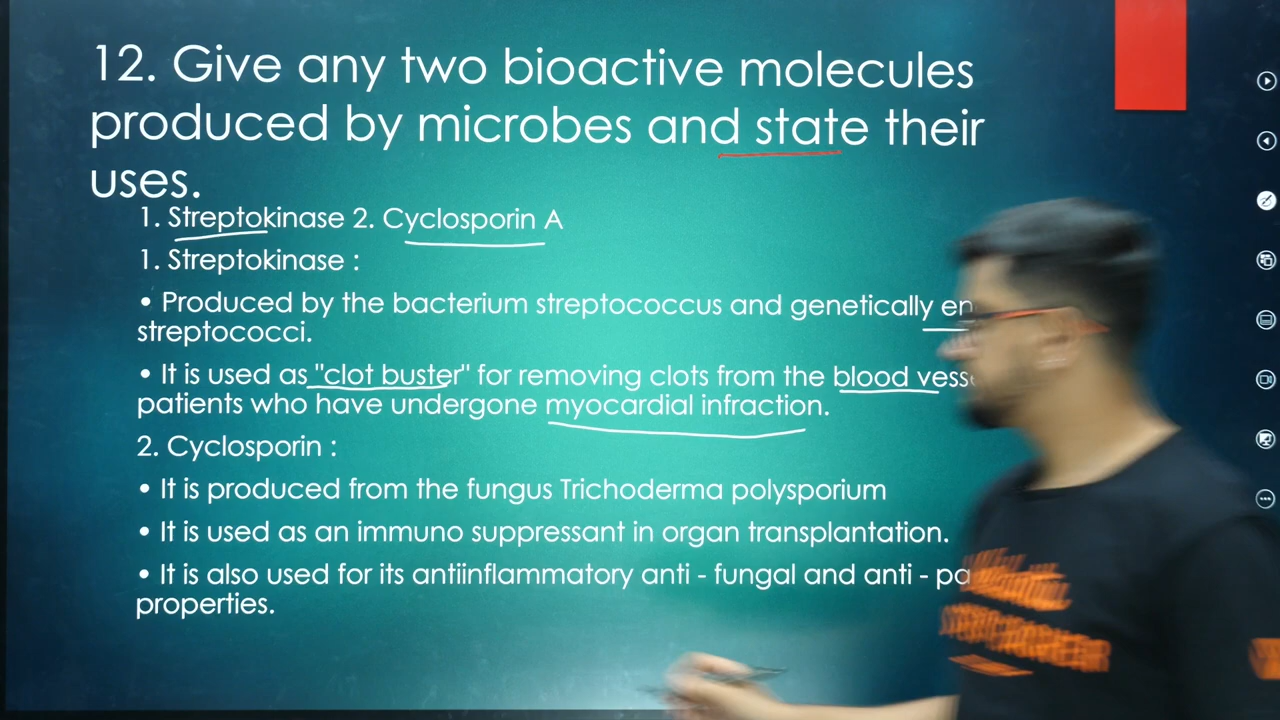 12. Give any two bioactive molecules
produced by microbes and state their
uses.
1. Streptokinase 2. Cyclosporin A
1. Streptokinase :
• Produced by the bacterium streptococcus and genetically
streptococci.
• It is used as "clot buster" for removing clots from the blood
patients who have undergone myocardial infraction.
2. Cyclosporin :
• It is produced from the fungus Trichoderma polysporium
• It is used as an immuno suppressant in organ transplantation.
• It is also used for its antiinflammatory anti - fungal and anti -
properties.